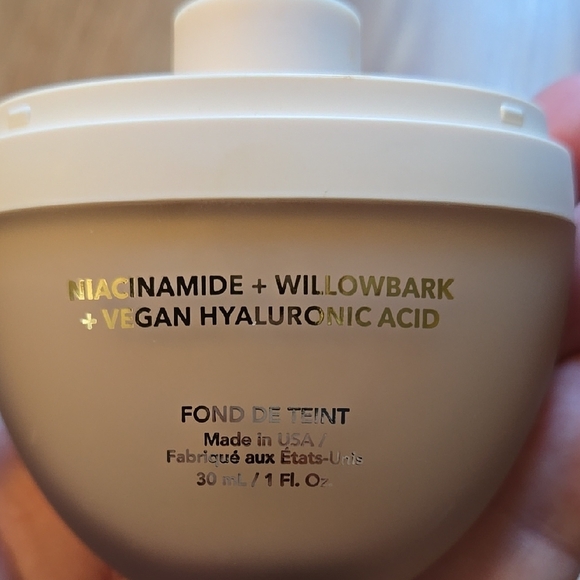 NIACINAMIDE + WILLOWBARK
+ VEGAN HYALURONIC ACID
FOND DE TEINT
Made in USA /
Fabriqué aux États-Unis
30 mL / 1 Fl. Oz.